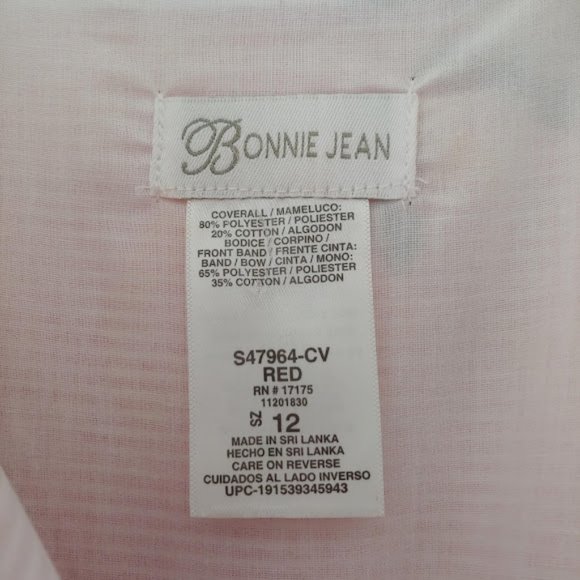 BONNIE JEAN
COVERALL / MAMELUCO:
80% POLYESTER / POLIESTER
20% COTTON / ALGODON
BODICE / CORPINO /
FRONT BAND / FRENTE CINTA:
BAND / BOW / CINTA / MONO:
65% POLYESTER / POLIESTER
35% COTTON / ALGODON
S47964-CV
RED
RN # 17175
11201830
SZ 12
MADE IN SRI LANKA
HECHO EN SRI LANKA
CARE ON REVERSE
CUIDADOS AL LADO INVERSO
UPC-191539345943